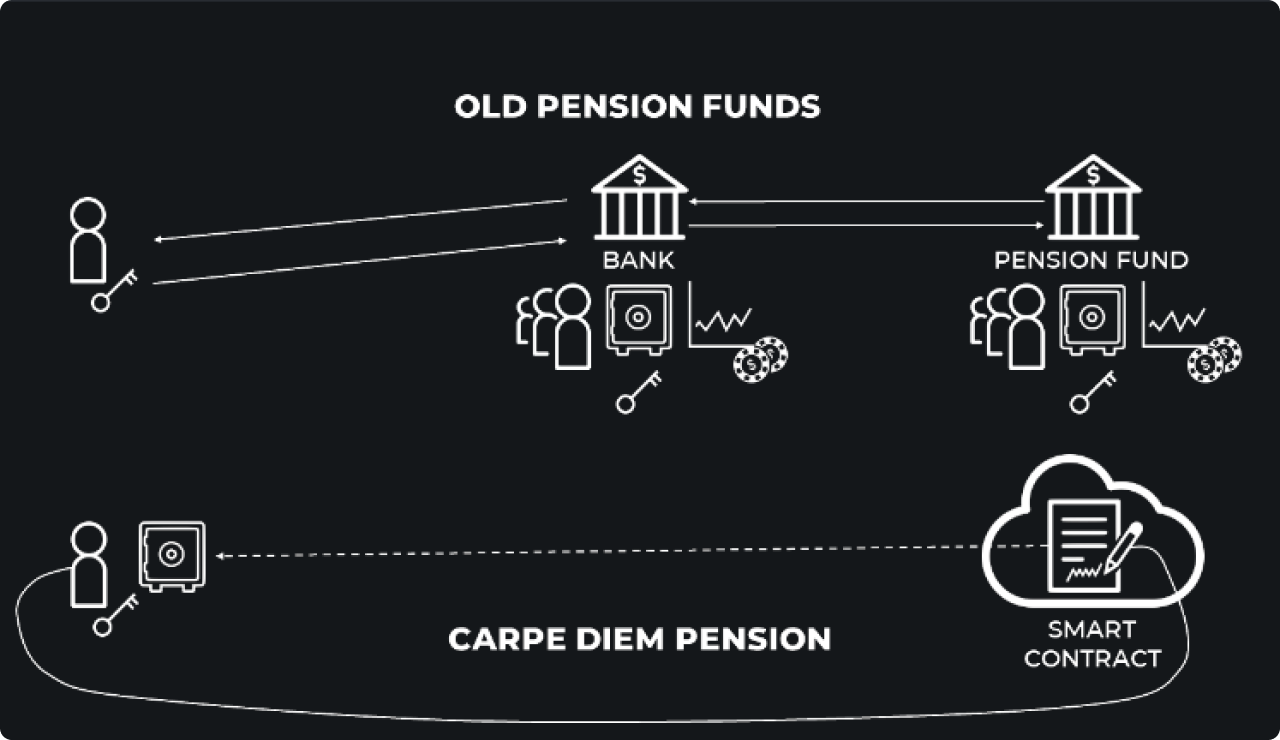 OLD PENSION FUNDS
$
$
BANK
PENSION FUND
$
$
$
$
CARPE DIEM PENSION
SMART
CONTRACT